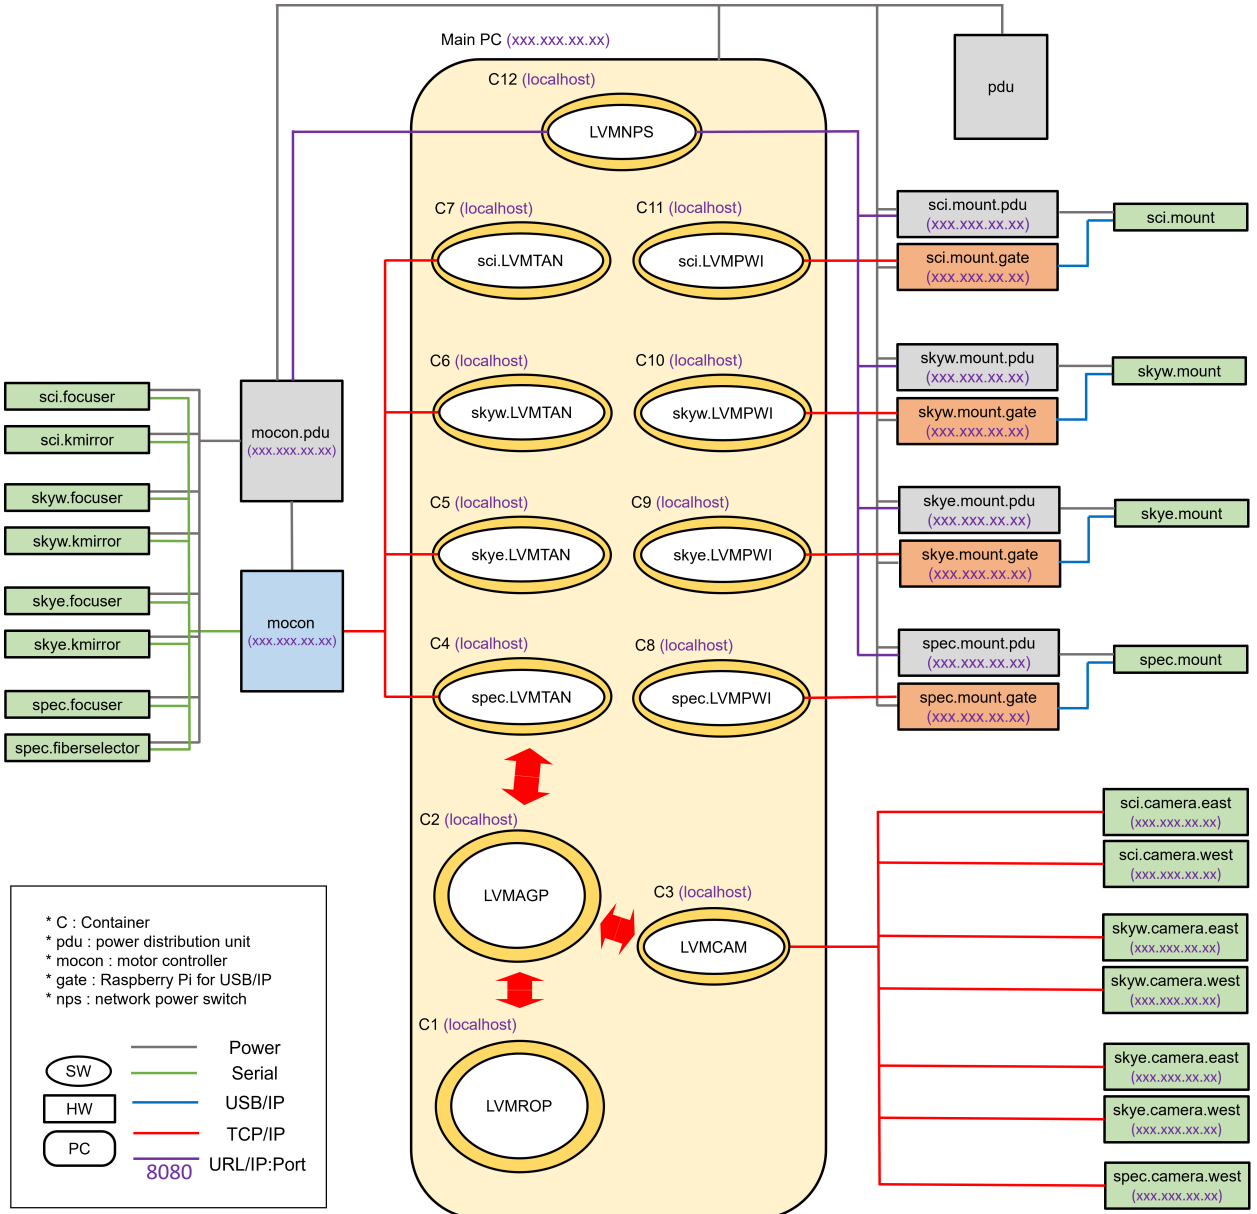 Main PC (xxx.xxx.xx.xx)
C12 (localhost)
LVMNPS
pdu
C7 (localhost)
sci.LVMTAN
C11 (localhost)
sci.LVMPWI
sci.mount.pdu
(xxx.xxx.xx.xx)
sci.mount.gate
(xxx.xxx.xx.xx)
sci.mount
C6 (localhost)
skyw.LVMTAN
C10 (localhost)
skyw.LVMPWI
skyw.mount.pdu
(xxx.xxx.xx.xx)
skyw.mount.gate
(xxx.xxx.xx.xx)
skyw.mount
sci.focuser
sci.kmirror
skyw.focuser
skyw.kmirror
skye.focuser
skye.kmirror
spec.focuser
spec.fiberselector
mocon.pdu
(xxx.xxx.xx.xx)
mocon
(xxx.xxx.xx.xx)
C5 (localhost)
skye.LVMTAN
C9 (localhost)
skye.LVMPWI
skye.mount.pdu
(xxx.xxx.xx.xx)
skye.mount.gate
(xxx.xxx.xx.xx)
skye.mount
C4 (localhost)
spec.LVMTAN
C8 (localhost)
spec.LVMPWI
spec.mount.pdu
(xxx.xxx.xx.xx)
spec.mount.gate
(xxx.xxx.xx.xx)
spec.mount
C2 (localhost)
LVMAGP
C3 (localhost)
LVMCAM
C1 (localhost)
LVMROP
sci.camera.east
(xxx.xxx.xx.xx)
sci.camera.west
(xxx.xxx.xx.xx)
skyw.camera.east
(xxx.xxx.xx.xx)
skyw.camera.west
(xxx.xxx.xx.xx)
skye.camera.east
(xxx.xxx.xx.xx)
skye.camera.west
(xxx.xxx.xx.xx)
spec.camera.west
(xxx.xxx.xx.xx)
* C : Container
* pdu : power distribution unit
* mocon : motor controller
* gate : Raspberry Pi for USB/IP
* nps : network power switch
SW
HW
PC
Power
Serial
USB/IP
TCP/IP
8080 URL/IP:Port